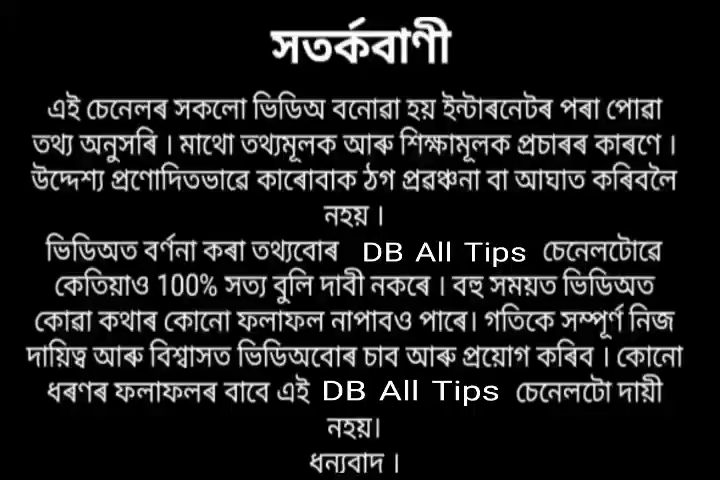 সতৰ্কবাণী
এই চেনেলৰ সকলো ভিডিঅ বনোৱা হয় ইন্টাৰনেটৰ পৰা পোৱা
তথ্য অনুসৰি । মাথো তথ্যমূলক আৰু শিক্ষামূলক প্ৰচাৰৰ কাৰণে ।
উদ্দেশ্য প্ৰণোদিতভাৱে কাৰোবাক ঠগ প্ৰৱঞ্চনা বা আঘাত কৰিবলৈ
নহয় ।
ভিডিঅত বৰ্ণনা কৰা তথ্যবোৰ DB All Tips চেনেলটোৱে
কেতিয়াও 100% সত্য বুলি দাবী নকৰে । বহু সময়ত ভিডিঅত
কোৱা কথাৰ কোনো ফলাফল নাপাবও পাৰে। গতিকে সম্পূৰ্ণ নিজ
দায়িত্ব আৰু বিশ্বাসত ভিডিঅবোৰ চাব আৰু প্ৰয়োগ কৰিব । কোনো
ধৰণৰ ফলাফলৰ বাবে এই DB All Tips চেনেলটো দায়ী
নহয়।
ধন্যবাদ ।